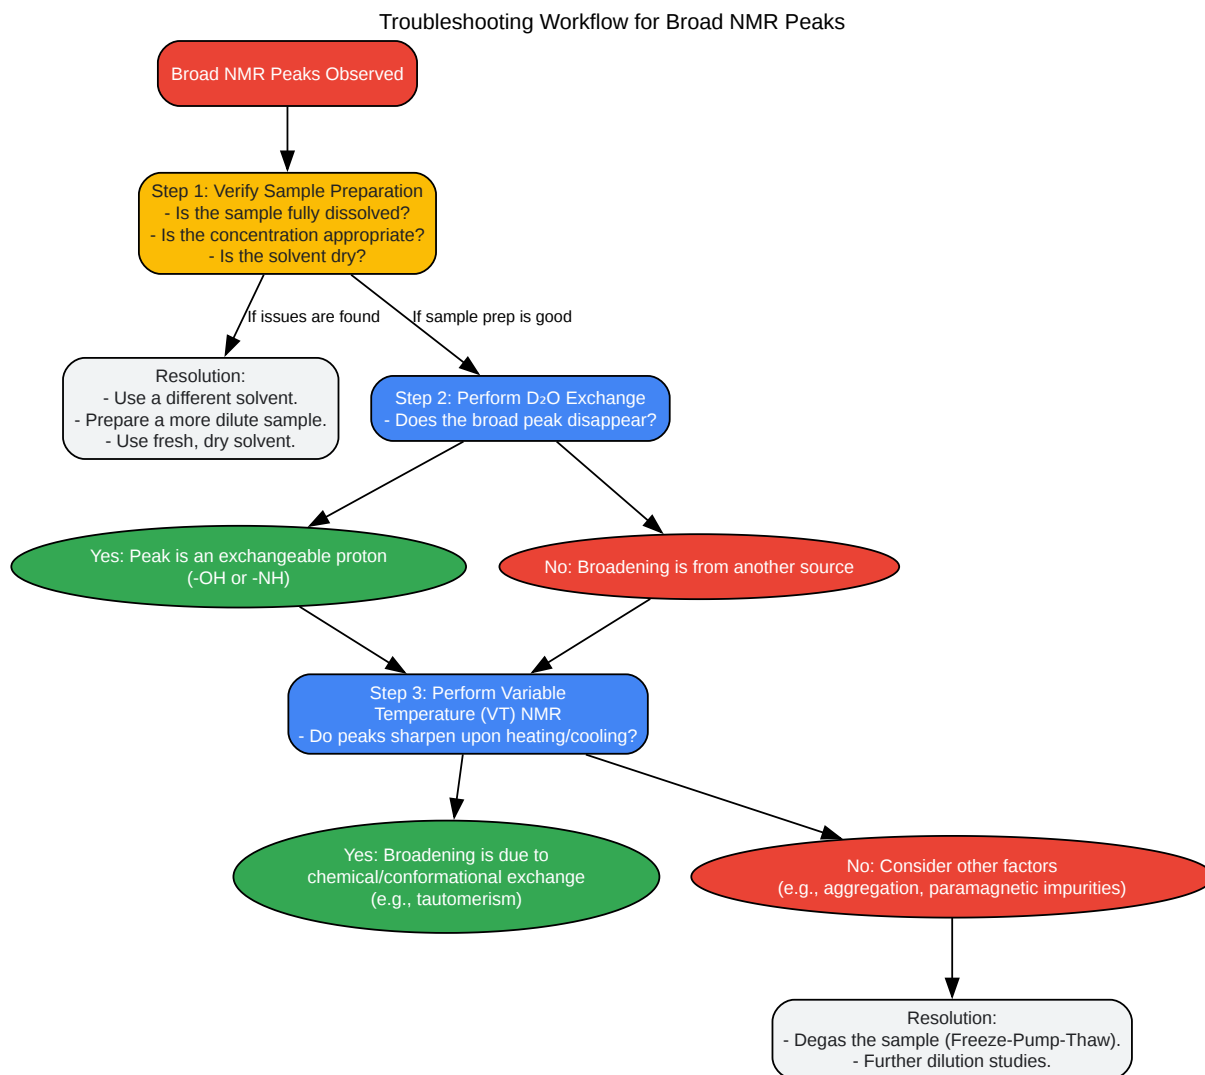 Troubleshooting Workflow for Broad NMR Peaks
Broad NMR Peaks Observed
Step 1: Verify Sample Preparation
- Is the sample fully dissolved?
- Is the concentration appropriate?
- Is the solvent dry?
If issues are found
If sample prep is good
Resolution:
- Use a different solvent.
- Prepare a more dilute sample.
- Use fresh, dry solvent.
Step 2: Perform D₂O Exchange
- Does the broad peak disappear?
Yes: Peak is an exchangeable proton
(-OH or -NH)
No: Broadening is from another source
Step 3: Perform Variable
Temperature (VT) NMR
- Do peaks sharpen upon heating/cooling?
Yes: Broadening is due to
chemical/conformational exchange
(e.g., tautomerism)
No: Consider other factors
(e.g., aggregation, paramagnetic impurities)
Resolution:
- Degas the sample (Freeze-Pump-Thaw).
- Further dilution studies.